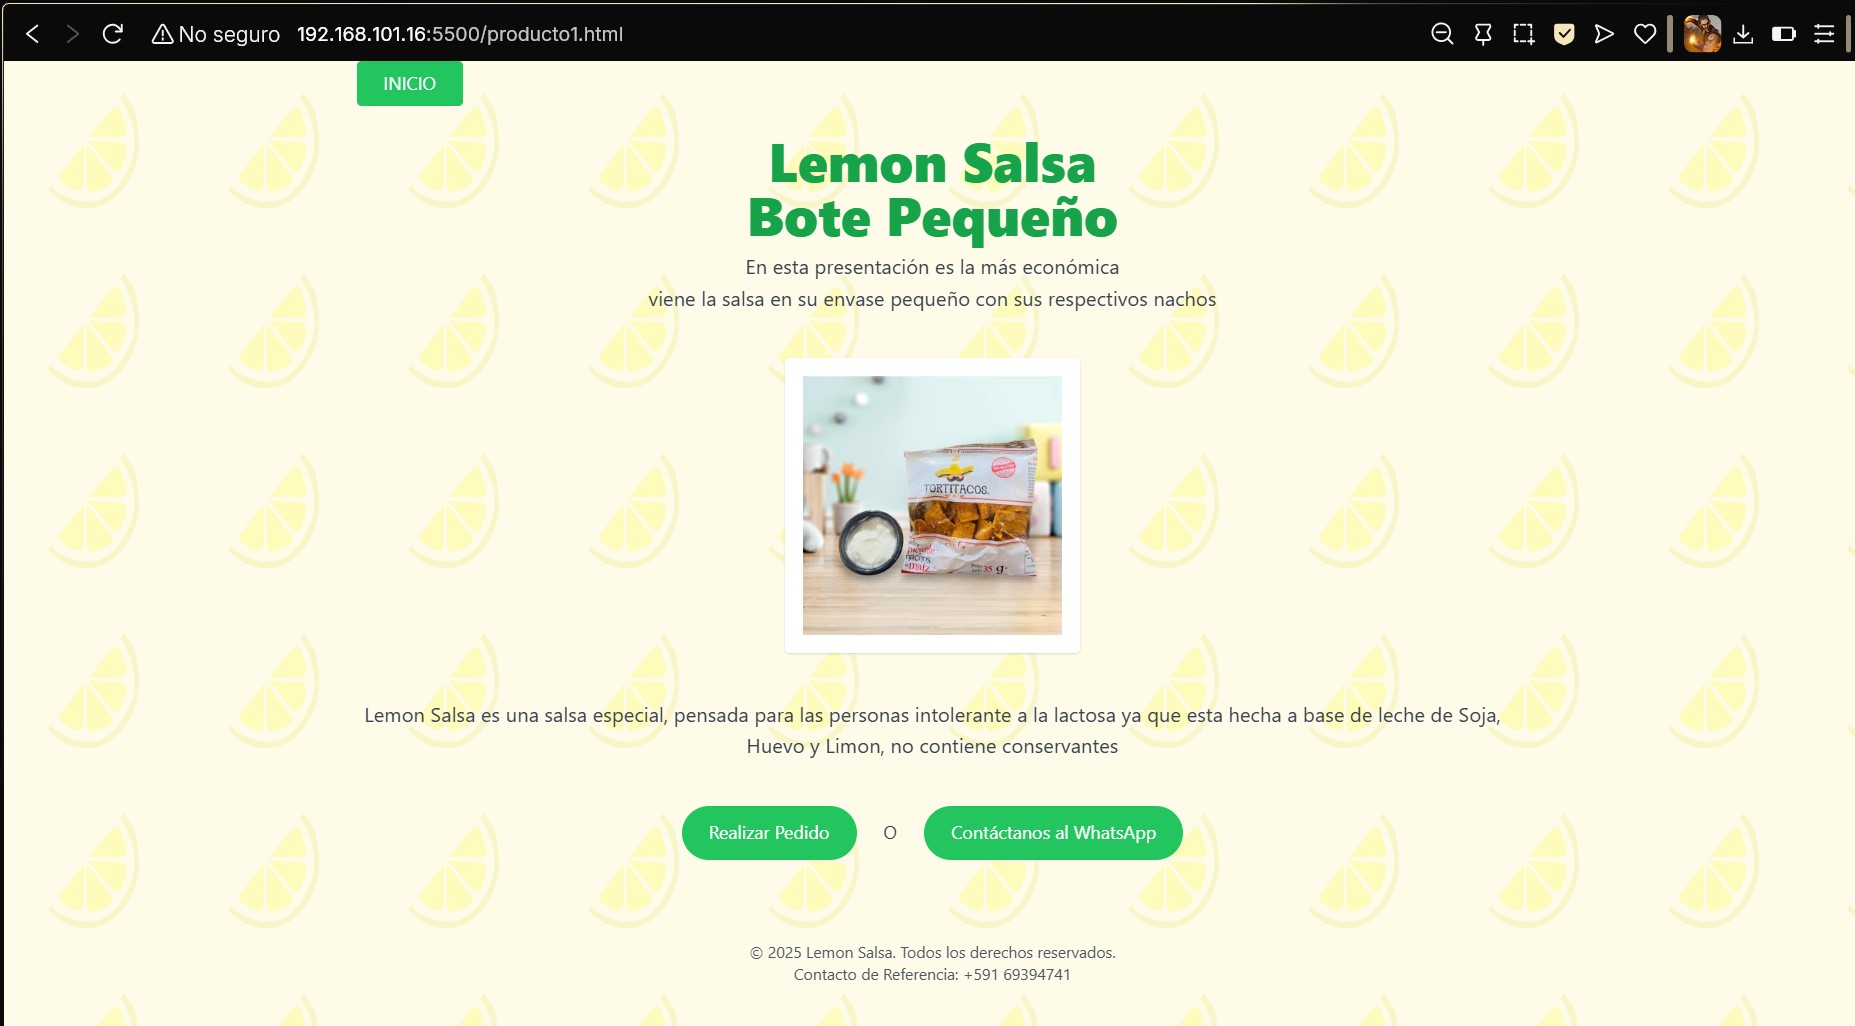 No seguro 192.168.101.16:5500/producto1.html
INICIO
Lemon Salsa
Bote Pequeño
En esta presentación es la más económica
viene la salsa en su envase pequeño con sus respectivos nachos
TORTITACOS
picante
nachos
maíz
35 g
Lemon Salsa es una salsa especial, pensada para las personas intolerante a la lactosa ya que esta hecha a base de leche de Soja,
Huevo y Limon, no contiene conservantes
Realizar Pedido O Contáctanos al WhatsApp
© 2025 Lemon Salsa. Todos los derechos reservados.
Contacto de Referencia: +591 69394741